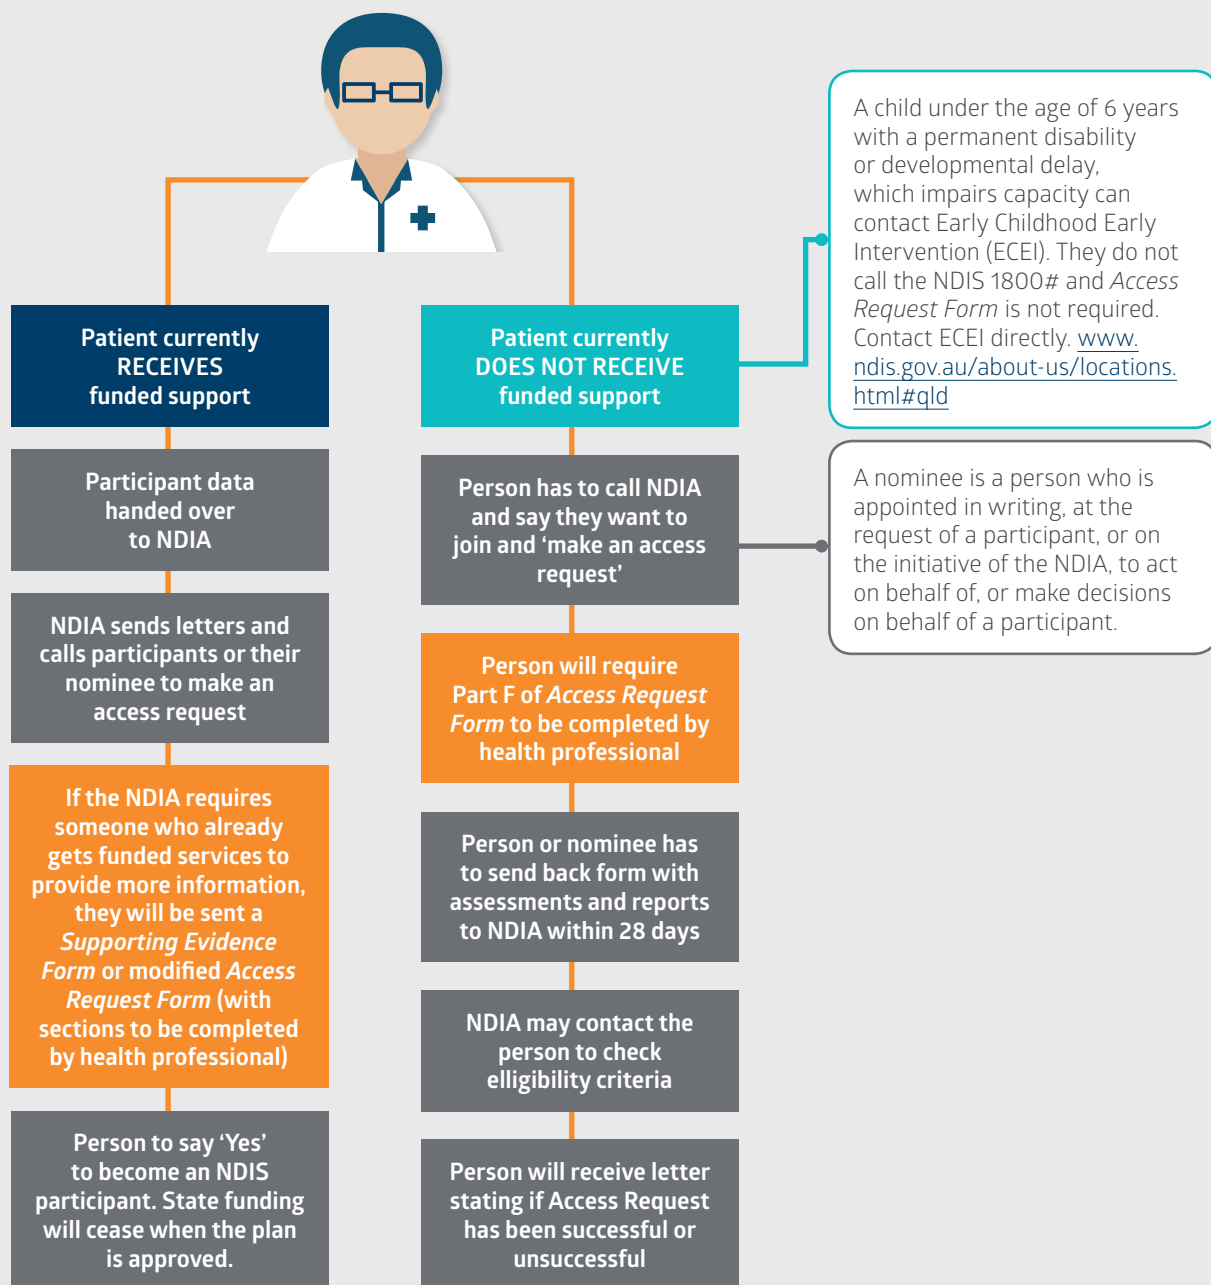 Patient currently
RECEIVES
funded support
Participant data
handed over
to NDIA
NDIA sends letters and
calls participants or their
nominee to make an
access request
If the NDIA requires
someone who already
gets funded services to
provide more information,
they will be sent a
Supporting Evidence
Form or modified Access
Request Form (with
sections to be completed
by health professional)
Person to say ‘Yes’
to become an NDIS
participant. State funding
will cease when the plan
is approved.
Patient currently
DOES NOT RECEIVE
funded support
Person has to call NDIA
and say they want to
join and ‘make an access
request’
Person will require
Part F of Access Request
Form to be completed by
health professional
Person or nominee has
to send back form with
assessments and reports
to NDIA within 28 days
NDIA may contact the
person to check
elligibility criteria
Person will receive letter
stating if Access Request
has been successful or
unsuccessful
A child under the age of 6 years
with a permanent disability
or developmental delay,
which impairs capacity can
contact Early Childhood Early
Intervention (ECEI). They do not
call the NDIS 1800# and Access
Request Form is not required.
Contact ECEI directly. www.
ndis.gov.au/about-us/locations.
html#qld
A nominee is a person who is
appointed in writing, at the
request of a participant, or on
the initiative of the NDIA, to act
on behalf of, or make decisions
on behalf of a participant.